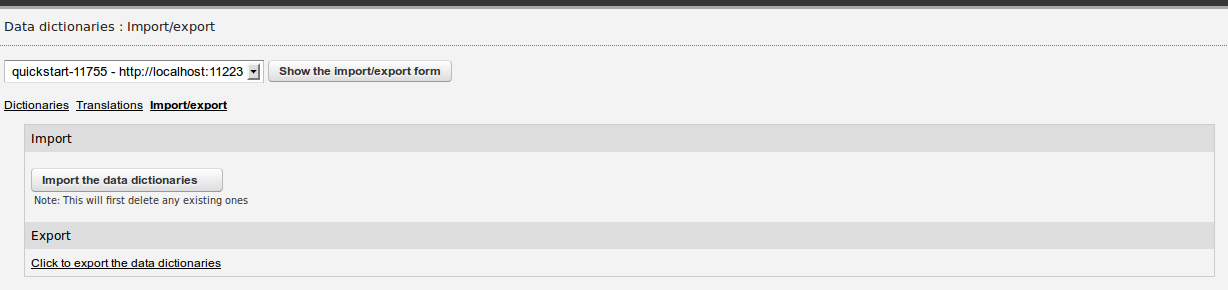 Data dictionaries : Import/export
quickstart-11755 - http://localhost:11223 Show the import/export form
Dictionaries Translations Import/export
Import
Import the data dictionaries
Note: This will first delete any existing ones
Export
Click to export the data dictionaries